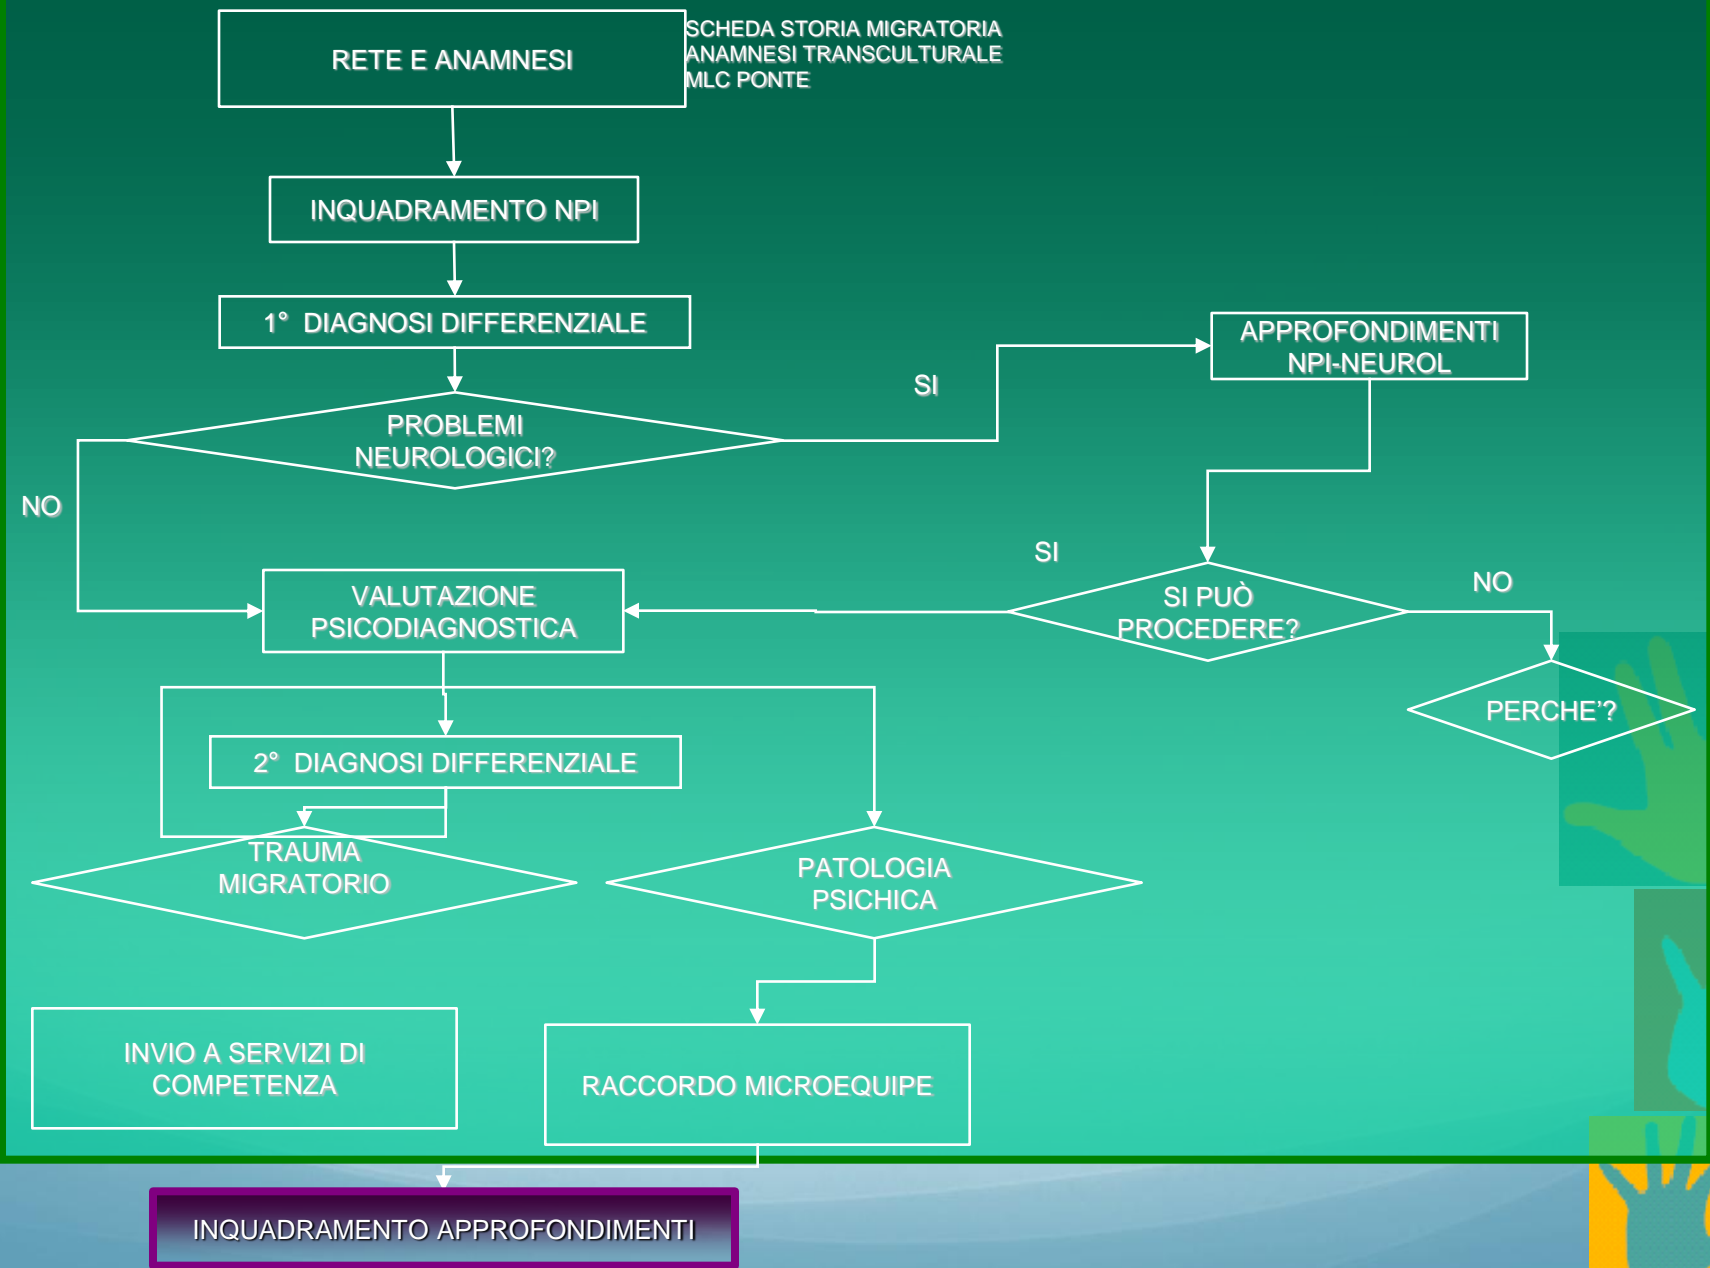 RETE E ANAMNESI
SCHEDA STORIA MIGRATORIA
ANAMNESI TRANSCULTURALE
MLC PONTE
INQUADRAMENTO NPI
1° DIAGNOSI DIFFERENZIALE
APPROFONDIMENTI
NPI-NEUROL
SI
PROBLEMI
NEUROLOGICI?
NO
SI
VALUTAZIONE
PSICODIAGNOSTICA
SI PUÒ
PROCEDERE?
NO
PERCHE’?
2° DIAGNOSI DIFFERENZIALE
TRAUMA
MIGRATORIO
PATOLOGIA
PSICHICA
INVIO A SERVIZI DI
COMPETENZA
RACCORDO MICROEQUIPE
INQUADRAMENTO APPROFONDIMENTI